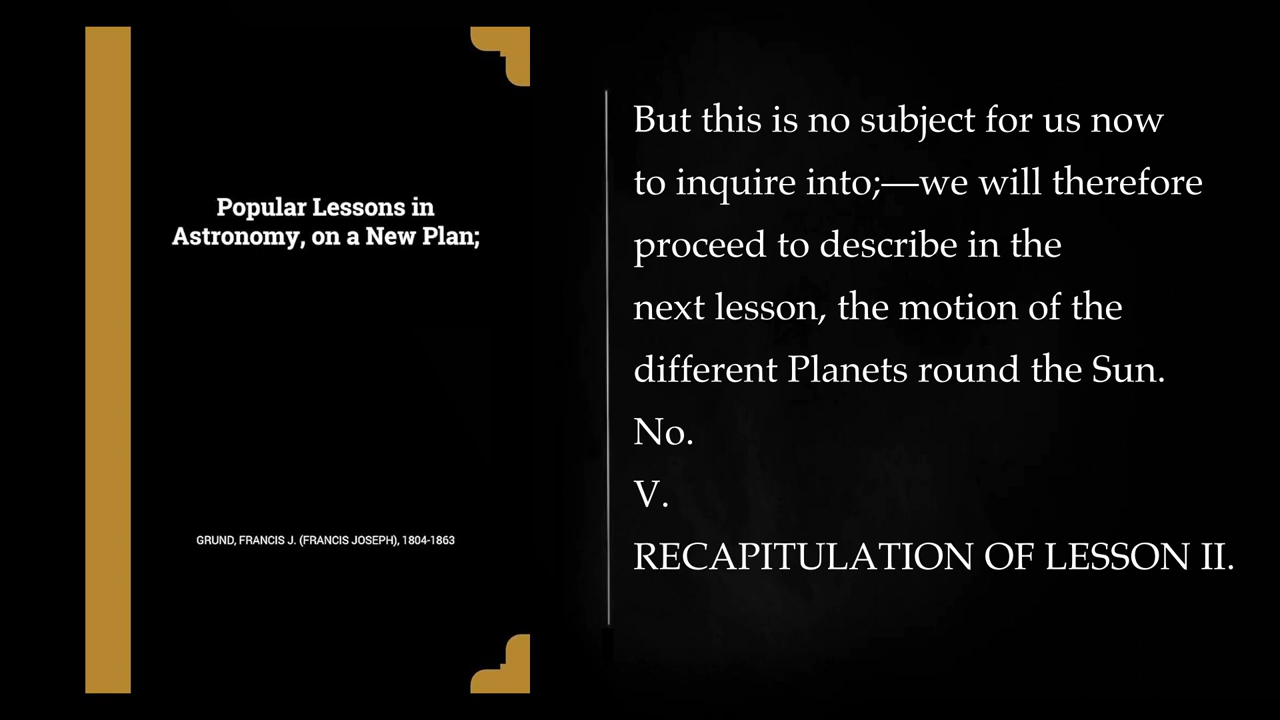 Popular Lessons in
Astronomy, on a New Plan;
GRUND, FRANCIS J. (FRANCIS JOSEPH), 1804-1863
But this is no subject for us now
to inquire into;—we will therefore
proceed to describe in the
next lesson, the motion of the
different Planets round the Sun.
No.
V.
RECAPITULATION OF LESSON II.